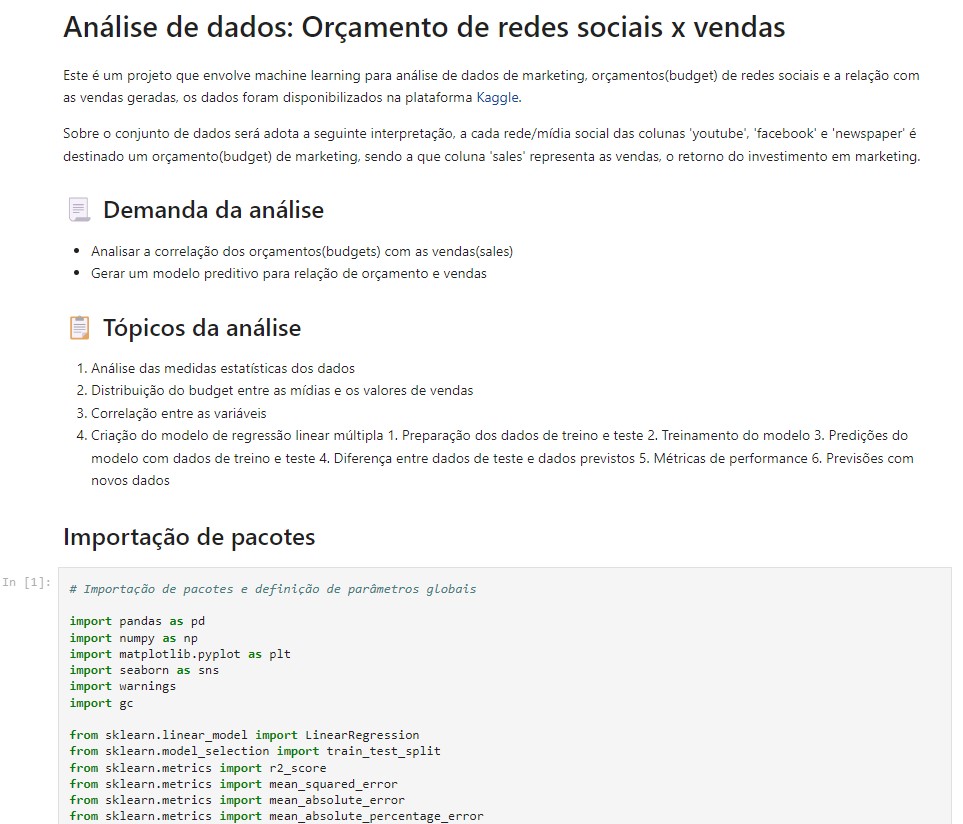 Análise de dados: Orçamento de redes sociais x vendas
Este é um projeto que envolve machine learning para análise de dados de marketing, orçamentos(budget) de redes sociais e a relação com
as vendas geradas, os dados foram disponibilizados na plataforma Kaggle.
Sobre o conjunto de dados será adota a seguinte interpretação, a cada rede/mídia social das colunas 'youtube', 'facebook' e 'newspaper' é
destinado um orçamento(budget) de marketing, sendo a que coluna 'sales' representa as vendas, o retorno do investimento em marketing.
Demanda da análise
• Analisar a correlação dos orçamentos(budgets) com as vendas(sales)
• Gerar um modelo preditivo para relação de orçamento e vendas
Tópicos da análise
1. Análise das medidas estatísticas dos dados
2. Distribuição do budget entre as mídias e os valores de vendas
3. Correlação entre as variáveis
4. Criação do modelo de regressão linear múltipla 1. Preparação dos dados de treino e teste 2. Treinamento do modelo 3. Predições do
modelo com dados de treino e teste 4. Diferença entre dados de teste e dados previstos 5. Métricas de performance 6. Previsões com
novos dados
Importação de pacotes
In [1]:
# Importação de pacotes e definição de parâmetros globais
import pandas as pd
import numpy as np
import matplotlib.pyplot as plt
import seaborn as sns
import warnings
import gc
from sklearn.linear_model import LinearRegression
from sklearn.model_selection import train_test_split
from sklearn.metrics import r2_score
from sklearn.metrics import mean_squared_error
from sklearn.metrics import mean_absolute_error
from sklearn.metrics import mean_absolute_percentage_error